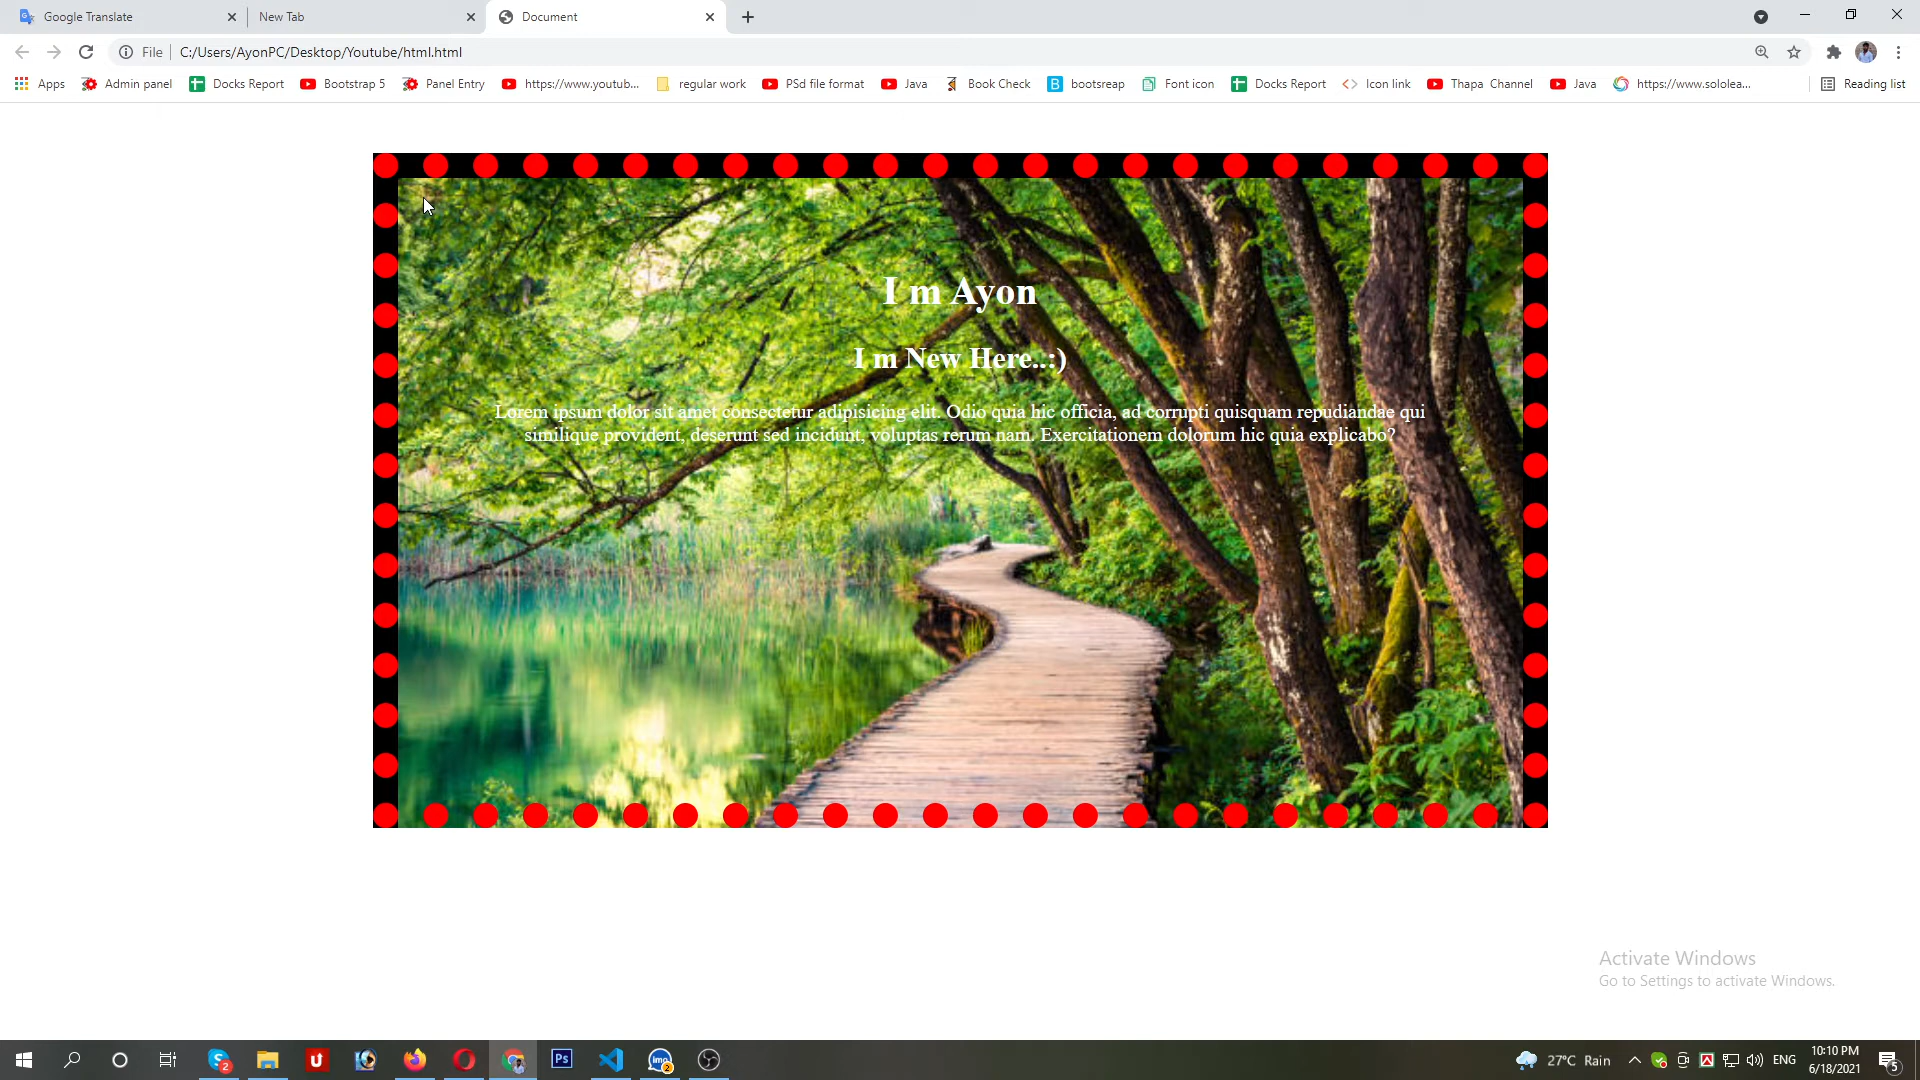 Google Translate
New Tab
Document
File
C:/Users/AyonPC/Desktop/Youtube/html.html
Apps
Admin panel
Docks Report
Bootstrap 5
Panel Entry
https://www.youtub...
regular work
PSd file format
Java
Book Check
bootsreap
Font icon
Docks Report
Icon link
Thapa Channel
Java
https://www.sololea...
Reading list
I m Ayon
I m New Here..:)
Lorem ipsum dolor sit amet consectetur adipisicing elit. Odio quia hic officia, ad corrupti quisquam repudiandae qui
similique provident, deserunt sed incidunt, voluptas rerum nam. Exercitationem dolorum hic quia explicabo?
Activate Windows
Go to Settings to activate Windows.
2
Ps
img
2
27°C Rain
ENG
10:10 PM
6/18/2021
5